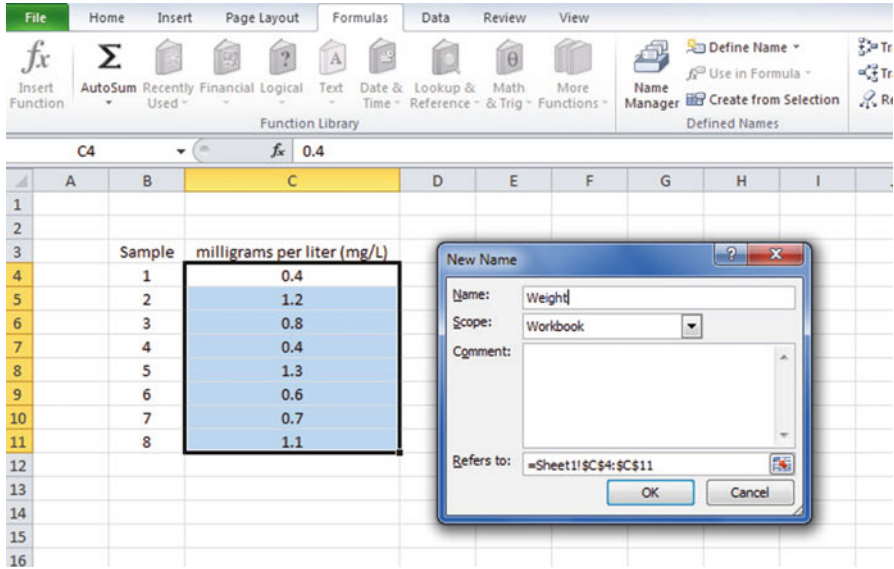 File Home Insert Page Layout Formulas Data Review View
fx Σ ? A θ
Insert Function AutoSum Recently Used Financial Logical Text Date & Time Lookup & Reference Math & Trig More Functions Name Manager
Define Name
Use in Formula
Create from Selection
Function Library Defined Names
C4 fx 0.4
A B C D E F G H I
1
2
3 Sample milligrams per liter (mg/L)
4 1 0.4
5 2 1.2
6 3 0.8
7 4 0.4
8 5 1.3
9 6 0.6
10 7 0.7
11 8 1.1
12
13
14
15
16
New Name ? X
Name: Weight
Scope: Workbook
Comment:
Refers to: =Sheet1!$C$4:$C$11
OK Cancel